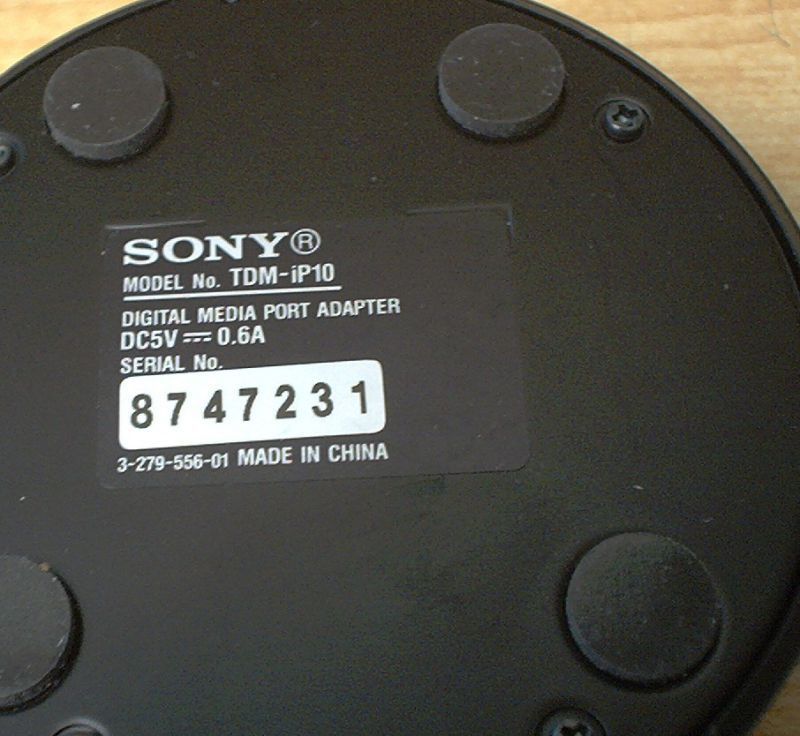 SONY®
MODEL No. TDM-iP10
DIGITAL MEDIA PORT ADAPTER
DC5V ⎓ 0.6A
SERIAL No.
8747231
3-279-556-01 MADE IN CHINA